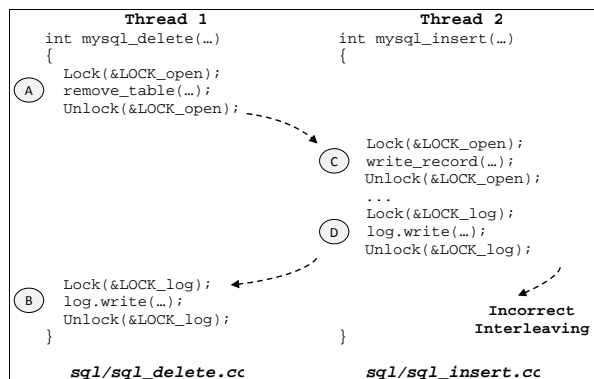 Thread 1
int mysql_delete(…)
{
Lock(&LOCK_open);
A
remove_table(…);
Unlock(&LOCK_open);
Lock(&LOCK_log);
B
log.write(…);
Unlock(&LOCK_log);
}
sql/sql_delete.cc
Thread 2
int mysql_insert(…)
{
Lock(&LOCK_open);
C
write_record(…);
Unlock(&LOCK_open);
...
Lock(&LOCK_log);
D
log.write(…);
Unlock(&LOCK_log);
Incorrect
Interleaving
}
sql/sql_insert.cc